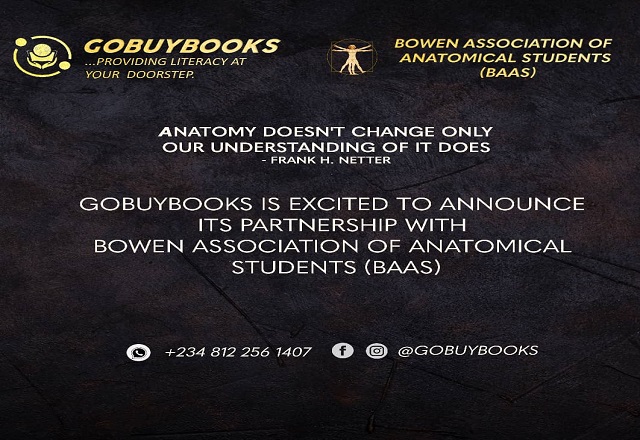 GOBUYBOOKS
...PROVIDING LITERACY AT
YOUR DOORSTEP.
BOWEN ASSOCIATION OF
ANATOMICAL STUDENTS
(BAAS)
ANATOMY DOESN'T CHANGE ONLY
OUR UNDERSTANDING OF IT DOES
- FRANK H. NETTER
GOBUYBOOKS IS EXCITED TO ANNOUNCE
ITS PARTNERSHIP WITH
BOWEN ASSOCIATION OF ANATOMICAL
STUDENTS (BAAS)
+234 812 256 1407 @GOBUYBOOKS